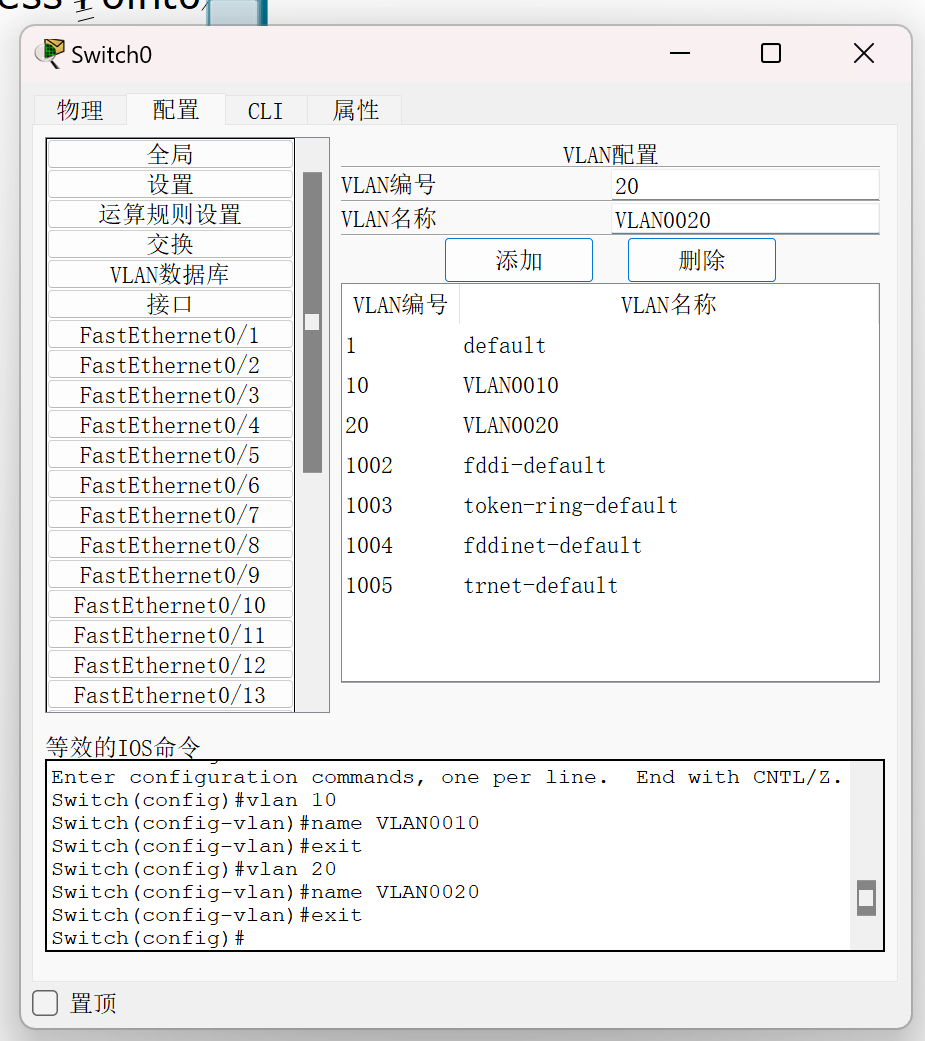 Switch0
物理 配置 CLI 属性
全局
设置
运算规则设置
交换
VLAN数据库
接口
FastEthernet0/1
FastEthernet0/2
FastEthernet0/3
FastEthernet0/4
FastEthernet0/5
FastEthernet0/6
FastEthernet0/7
FastEthernet0/8
FastEthernet0/9
FastEthernet0/10
FastEthernet0/11
FastEthernet0/12
FastEthernet0/13
VLAN配置
VLAN编号 20
VLAN名称 VLAN0020
添加 删除
VLAN编号 VLAN名称
1 default
10 VLAN0010
20 VLAN0020
1002 fddi-default
1003 token-ring-default
1004 fddinet-default
1005 trnet-default
等效的IOS命令
Enter configuration commands, one per line.  End with CNTL/Z.
Switch(config)#vlan 10
Switch(config-vlan)#name VLAN0010
Switch(config-vlan)#exit
Switch(config)#vlan 20
Switch(config-vlan)#name VLAN0020
Switch(config-vlan)#exit
Switch(config)#
置顶